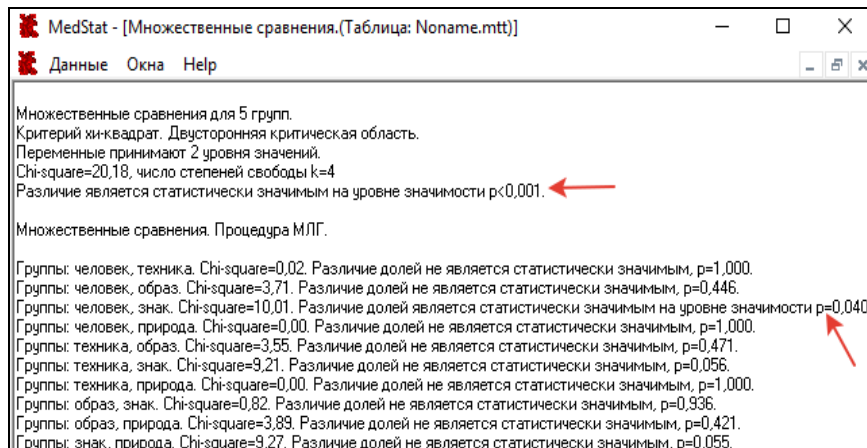 MedStat - [Множественные сравнения.(Таблица: Noname.mtt)]
Данные Окна Help
Множественные сравнения для 5 групп.
Критерий хи-квадрат. Двусторонняя критическая область.
Переменные принимают 2 уровня значений.
Chi-square=20,18, число степеней свободы k=4
Различие является статистически значимым на уровне значимости p<0,001.
Множественные сравнения. Процедура МЛГ.
Группы: человек, техника. Chi-square=0,02. Различие долей не является статистически значимым, p=1,000.
Группы: человек, образ. Chi-square=3,71. Различие долей не является статистически значимым, p=0,446.
Группы: человек, знак. Chi-square=10,01. Различие долей является статистически значимым на уровне значимости p=0,040
Группы: человек, природа. Chi-square=0,00. Различие долей не является статистически значимым, p=1,000.
Группы: техника, образ. Chi-square=3,55. Различие долей не является статистически значимым, p=0,471.
Группы: техника, знак. Chi-square=9,21. Различие долей не является статистически значимым, p=0,056.
Группы: техника, природа. Chi-square=0,00. Различие долей не является статистически значимым, p=1,000.
Группы: образ, знак. Chi-square=0,82. Различие долей не является статистически значимым, p=0,936.
Группы: образ, природа. Chi-square=3,89. Различие долей не является статистически значимым, p=0,421.
Группы: знак, природа. Chi-square=9,27. Различие долей не является статистически значимым, p=0,055.